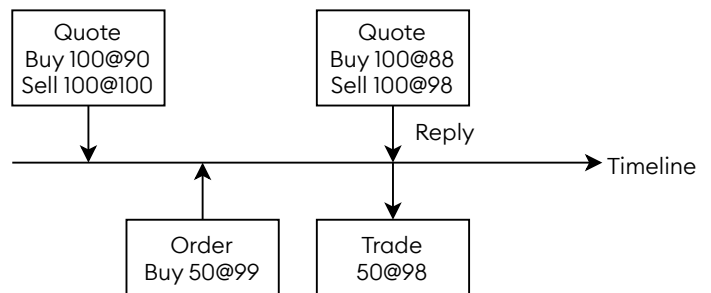 Quote
Buy 100@90
Sell 100@100
Quote
Buy 100@88
Sell 100@98
Reply
Timeline
Order
Buy 50@99
Trade
50@98